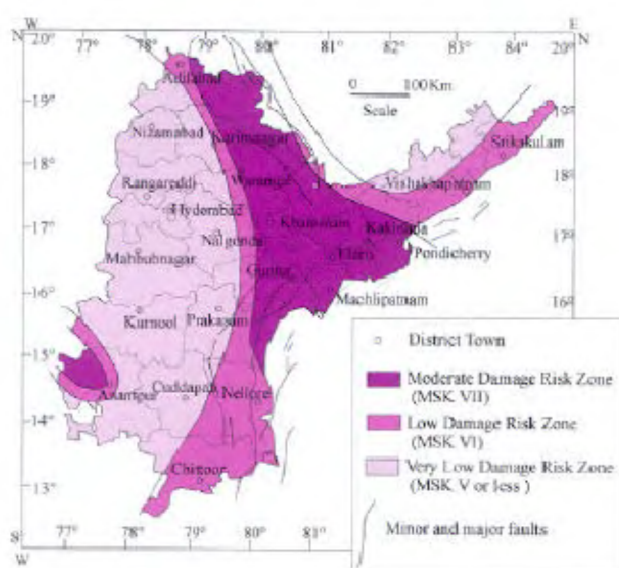 W E
N 20° 77° 78° 79° 80° 81° 82° 83° 84° 20° N
Adilabad
0 100 Km.
Scale
19° 19°
Nizamabad Karimnagar Srikakulam
18° Warangal Vishakhapatnam 18°
Rangareddi
Hyderabad Khammam Kakinada
17° Nalgonda 17°
Mahbubnagar Guntur Eluru Pondicherry
16° Machlipatnam 16°
Kurnool Prakasam
15°
Anantpur Cuddapah Nellore
14°
Chittoor
13°
S 77° 78° 79° 80° 81°
W
District Town
Moderate Damage Risk Zone
(MSK VII)
Low Damage Risk Zone
(MSK VI)
Very Low Damage Risk Zone
(MSK V or less )
Minor and major faults